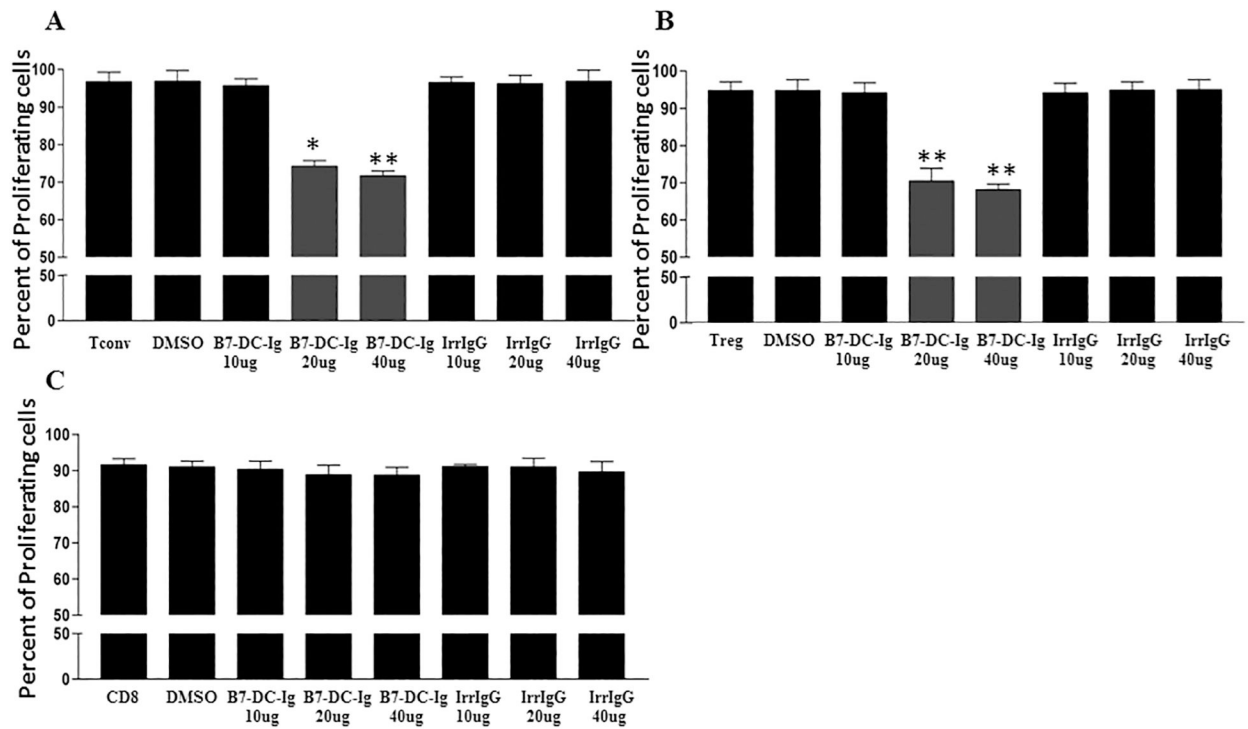 A
Percent of Proliferating cells
100
90
80
70
60
50
50
0
*
**
Tconv DMSO B7-DC-Ig B7-DC-Ig B7-DC-Ig IrrIgG IrrIgG IrrIgG
10ug 20ug 40ug 10ug 20ug 40ug
B
Percent of Proliferating cells
100
90
80
70
60
50
50
0
**
**
Treg DMSO B7-DC-Ig B7-DC-Ig B7-DC-Ig IrrIgG IrrIgG IrrIgG
10ug 20ug 40ug 10ug 20ug 40ug
C
Percent of Proliferating cells
100
90
80
70
60
50
50
0
CD8 DMSO B7-DC-Ig B7-DC-Ig B7-DC-Ig IrrIgG IrrIgG IrrIgG
10ug 20ug 40ug 10ug 20ug 40ug